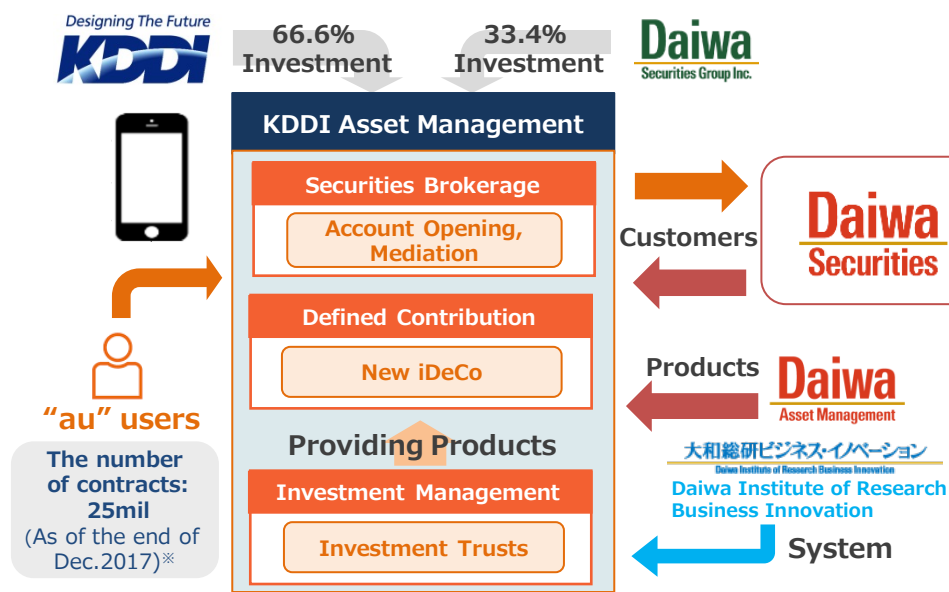 Designing The Future
KDDI
66.6%
Investment
33.4%
Investment
Daiwa
Securities Group Inc.
KDDI Asset Management
Securities Brokerage
Account Opening,
Mediation
Customers
Daiwa
Securities
Defined Contribution
New iDeCo
Products
Daiwa
Asset Management
“au” users
The number
of contracts:
25mil
(As of the end of
Dec.2017)※
Providing Products
Investment Management
Investment Trusts
大和総研ビジネス・イノベーション
Daiwa Institute of Research Business Innovation
Daiwa Institute of Research
Business Innovation
System